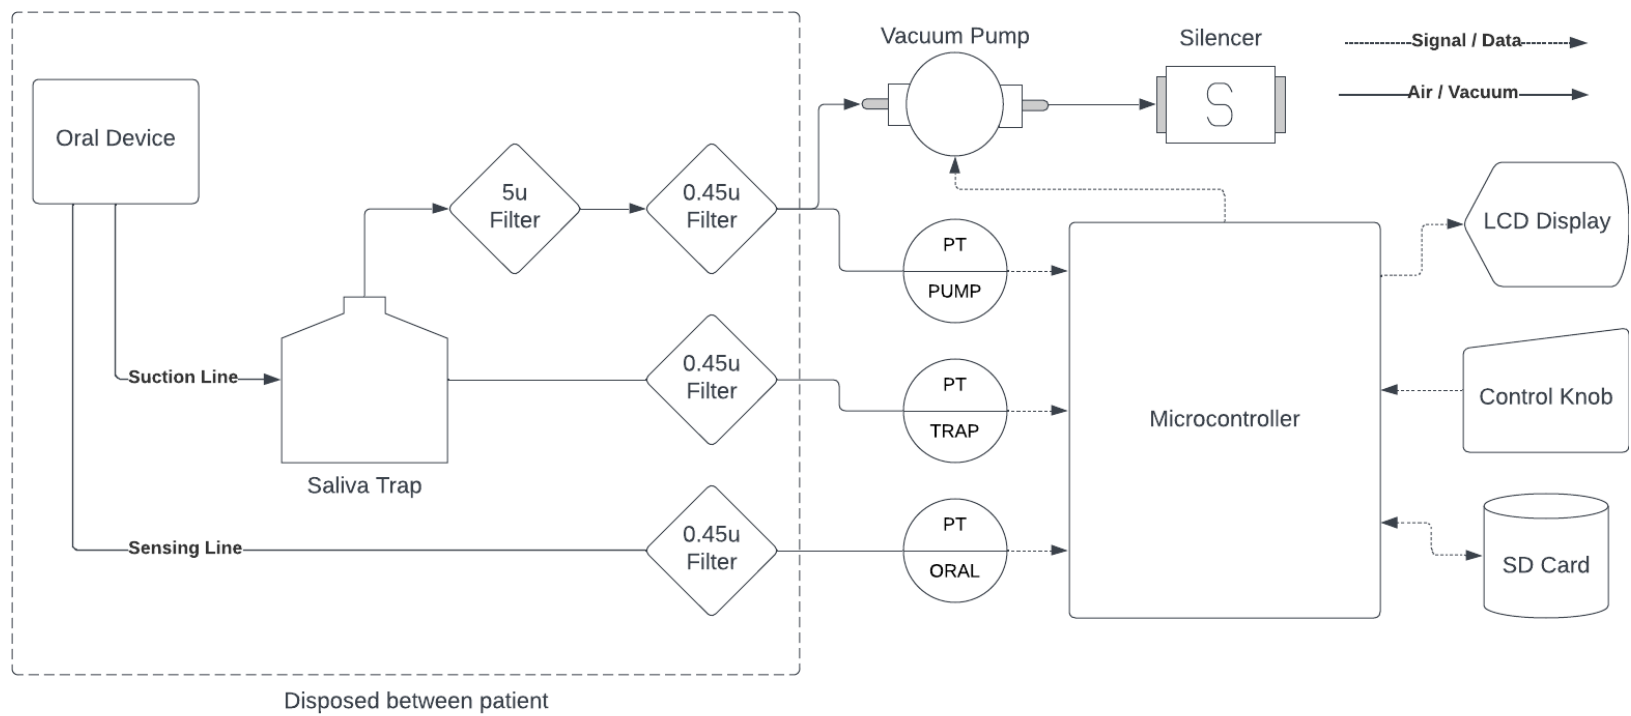 Vacuum Pump
Silencer
Signal / Data
Air / Vacuum
S
Oral Device
5u
Filter
0.45u
Filter
PT
PUMP
LCD Display
Suction Line
0.45u
Filter
PT
TRAP
Microcontroller
Control Knob
Saliva Trap
Sensing Line
0.45u
Filter
PT
ORAL
SD Card
Disposed between patient